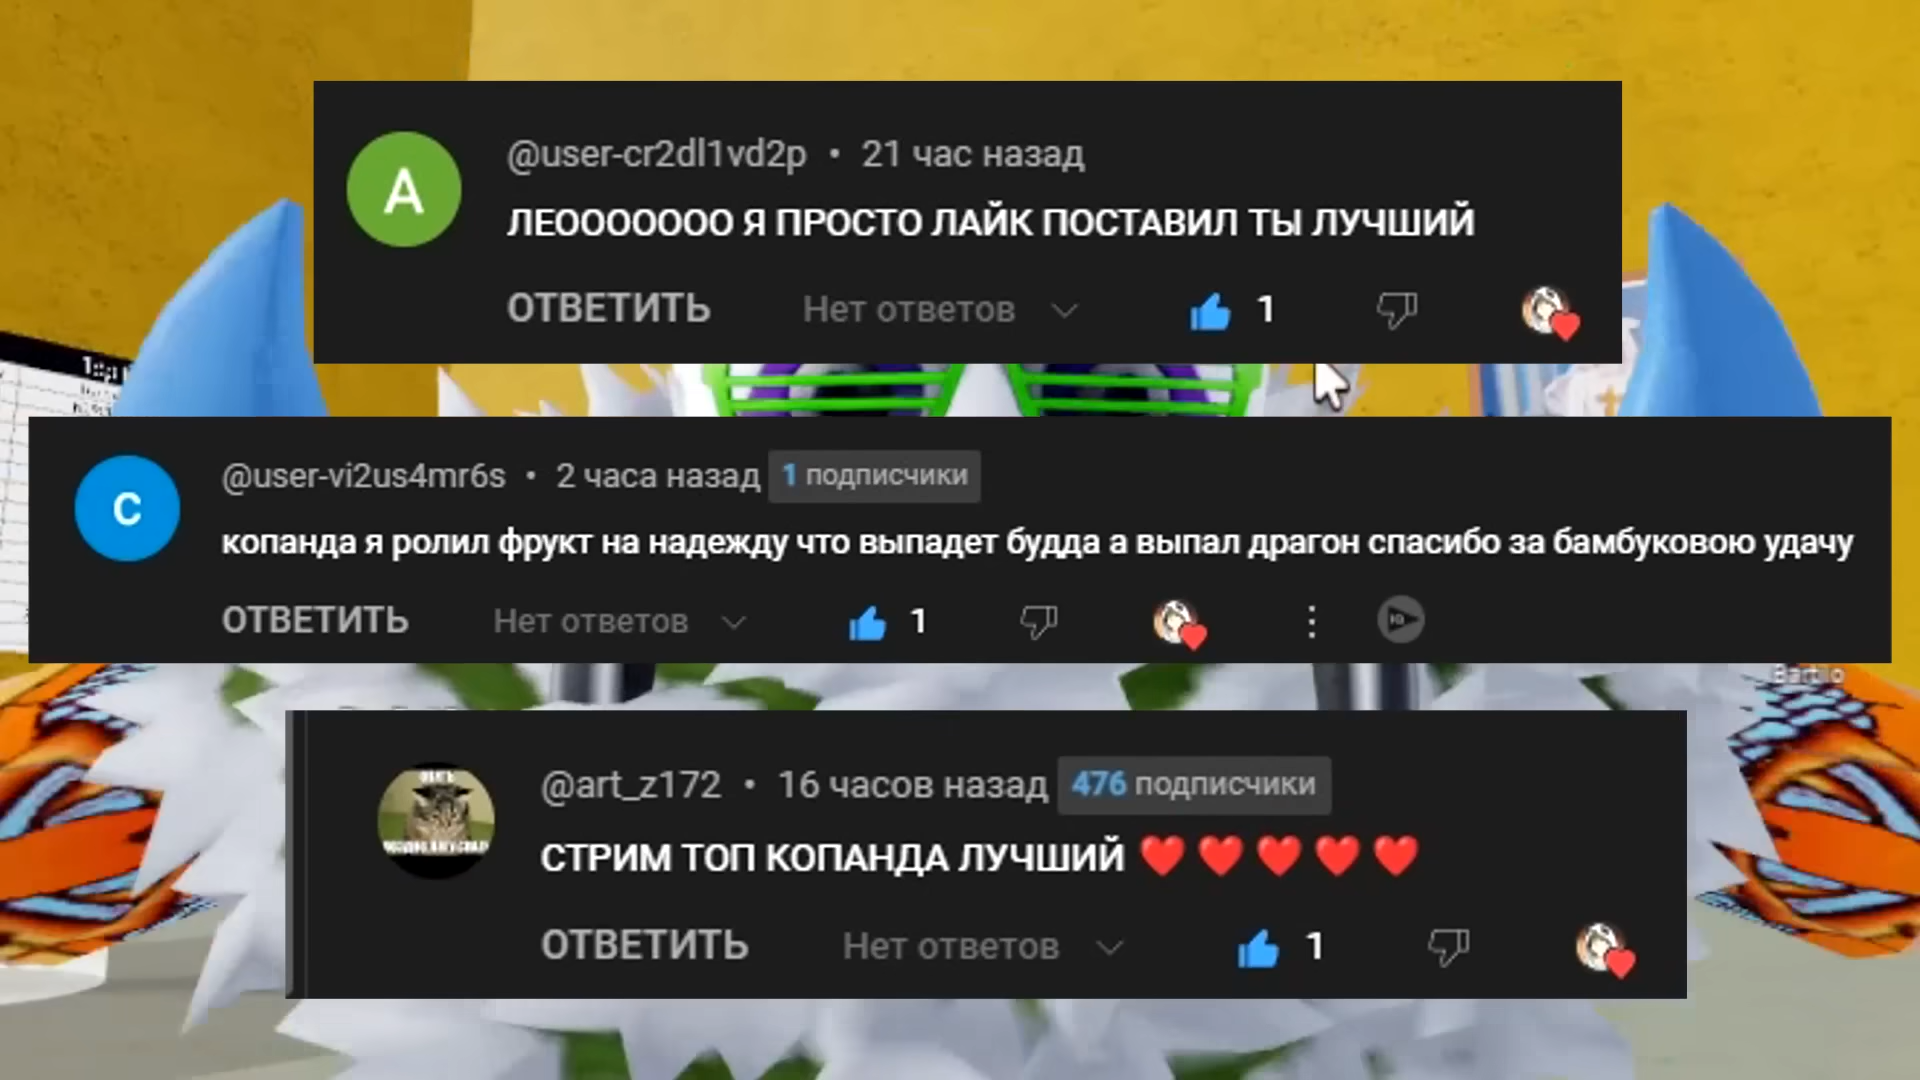 @user-cr2dl1vd2p • 21 час назад
ЛЕООООООО Я ПРОСТО ЛАЙК ПОСТАВИЛ ТЫ ЛУЧШИЙ
ОТВЕТИТЬ Нет ответов 1
@user-vi2us4mr6s • 2 часа назад 1 подписчики
копанда я ролил фрукт на надежду что выпадет будда а выпал драгон спасибо за бамбуковою удачу
ОТВЕТИТЬ Нет ответов 1
Bartilo
@art_z172 • 16 часов назад 476 подписчики
СТРИМ ТОП КОПАНДА ЛУЧШИЙ ❤️❤️❤️❤️❤️
ОТВЕТИТЬ Нет ответов 1
A
C